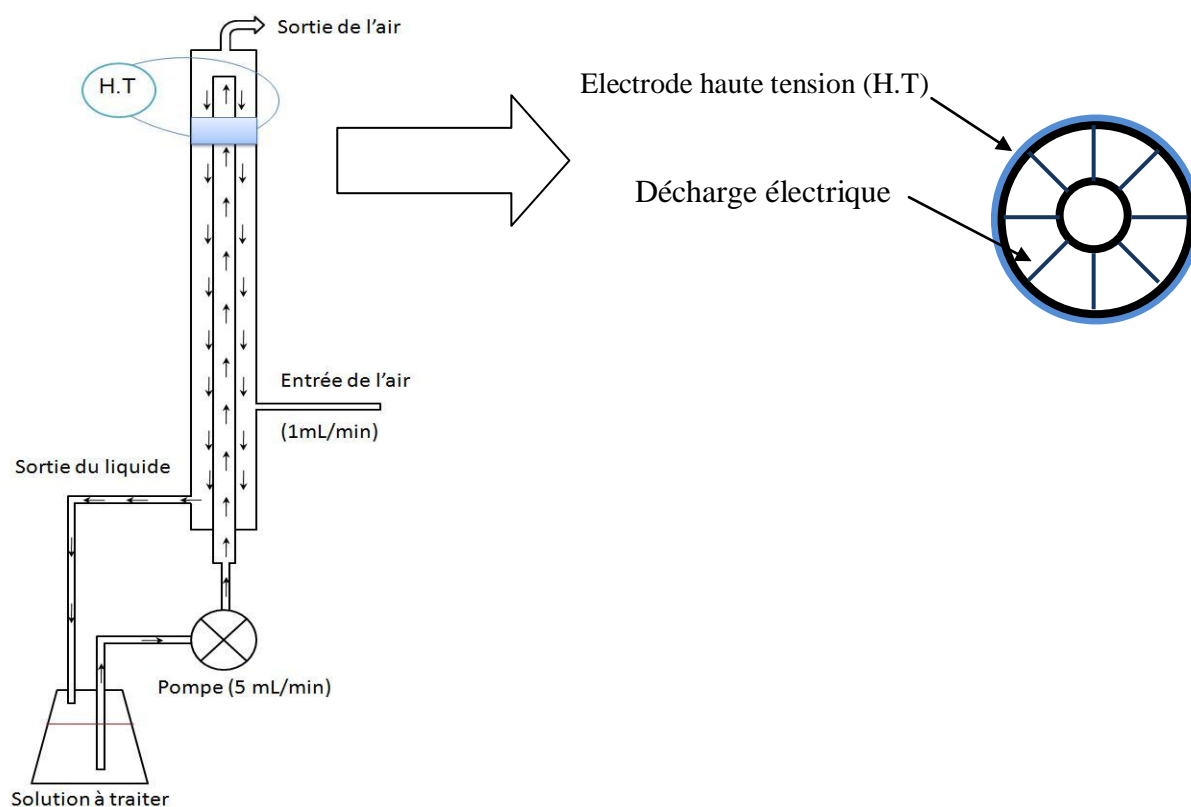 Sortie de l'air
H.T
Electrode haute tension (H.T)
Décharge électrique
Entrée de l'air
(1mL/min)
Sortie du liquide
Pompe (5 mL/min)
Solution à traiter